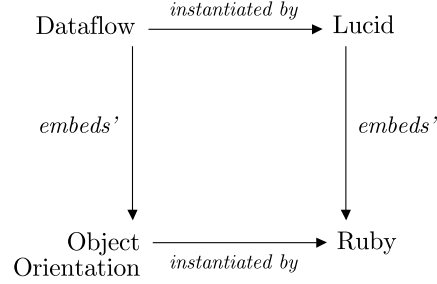 instantiated by
Dataflow Lucid
embeds’ embeds’
Object Ruby
Orientation
instantiated by